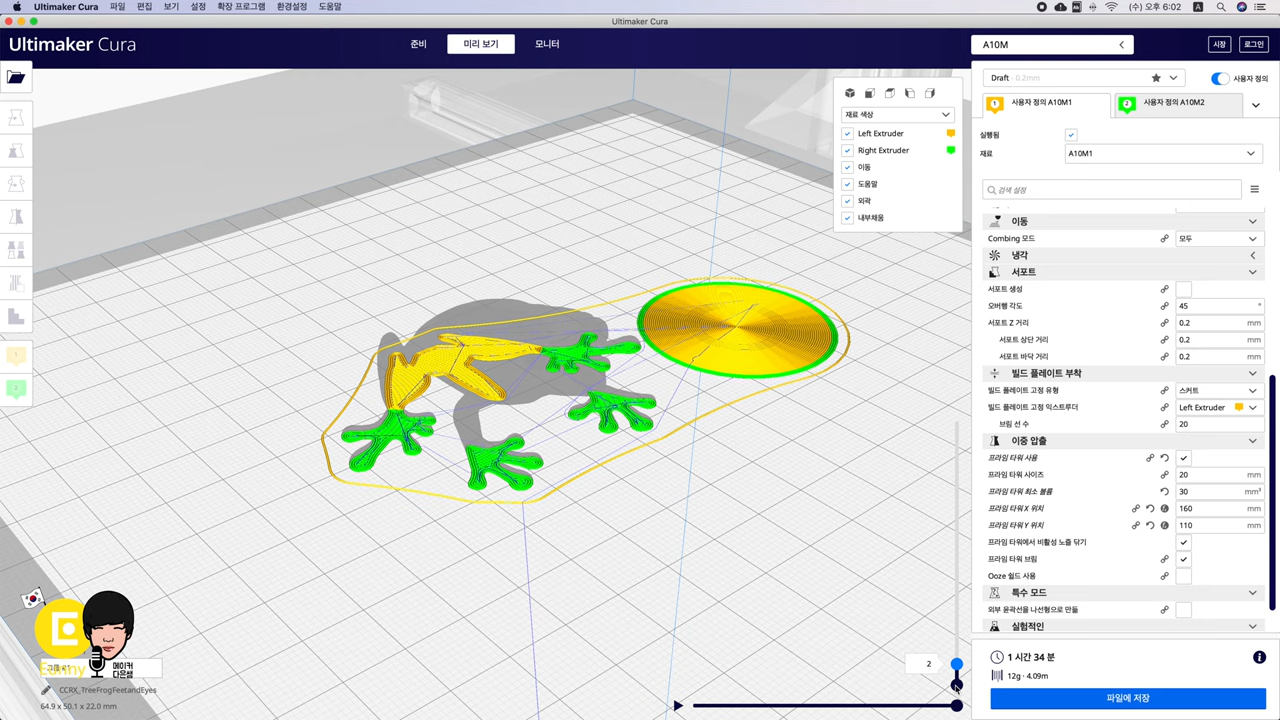 Ultimaker Cura 파일 편집 보기 설정 확장 프로그램 환경설정 도움말
(수) 오후 6:02
Ultimaker Cura
Ultimaker Cura
준비 미리 보기 모니터
A10M
시장 로그인
Draft - 0.2mm
사용자 정의
1 사용자 정의 A10M1
2 사용자 정의 A10M2
실행됨
재료 A10M1
검색 설정
이동
Combing 모드 모두
냉각
서포트
서포트 생성
오버행 각도 45 °
서포트 Z 거리 0.2 mm
서포트 상단 거리 0.2 mm
서포트 바닥 거리 0.2 mm
빌드 플레이트 부착
빌드 플레이트 고정 유형 스커트
빌드 플레이트 고정 익스트루더 Left Extruder
브림 선 수 20
이중 압출
프라임 타워 사용
프라임 타워 사이즈 20 mm
프라임 타워 최소 볼륨 30 mm³
프라임 타워 X 위치 160 mm
프라임 타워 Y 위치 110 mm
프라임 타워에서 비활성 노즐 닦기
프라임 타워 브림
Ooze 쉴드 사용
특수 모드
외부 윤곽선을 나선형으로 만듦
실험적인
1 시간 34 분
12g · 4.09m
파일에 저장
재료 색상
Left Extruder
Right Extruder
이동
도움말
외곽
내부채움
2
메이커
다은쌤
CCRX_TreeFrogFeetandEyes
64.9 x 50.1 x 22.0 mm